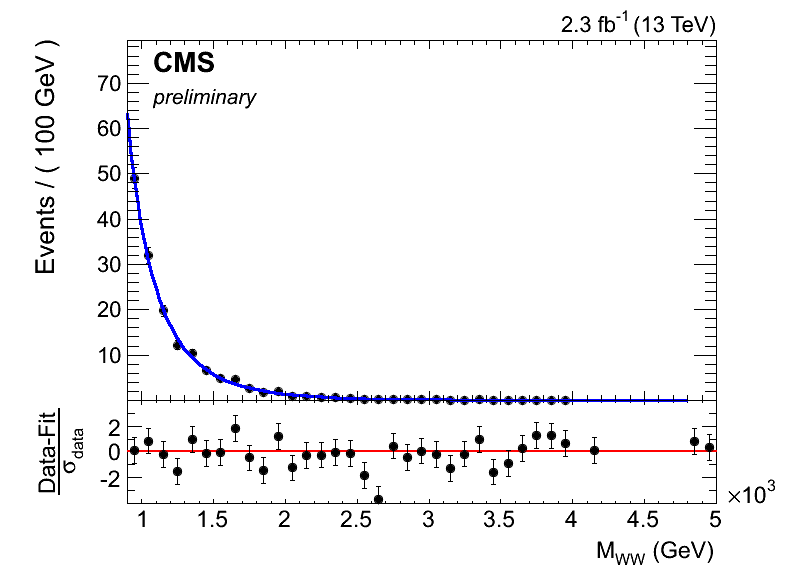 2.3 fb⁻¹ (13 TeV)
CMS
preliminary
Events / ( 100 GeV )
70
60
50
40
30
20
10
Data-Fit
σdata
2
0
-2
×10³
1 1.5 2 2.5 3 3.5 4 4.5 5
MWW (GeV)